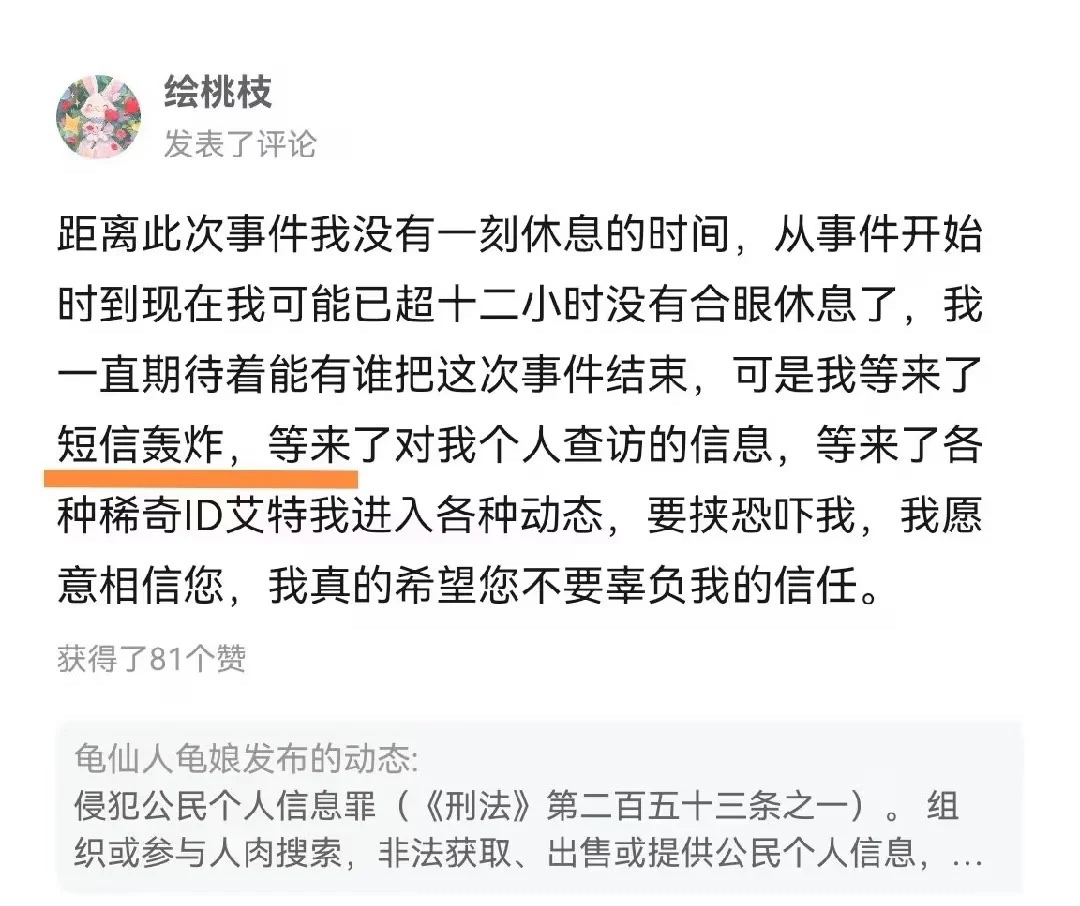 绘桃枝
发表了评论
距离此次事件我没有一刻休息的时间，从事件开始
时到现在我可能已超十二小时没有合眼休息了，我
一直期待着能有谁把这次事件结束，可是我等来了
短信轰炸，等来了对我个人查访的信息，等来了各
种稀奇ID艾特我进入各种动态，要挟恐吓我，我愿
意相信您，我真的希望您不要辜负我的信任。
获得了81个赞
龟仙人龟娘发布的动态:
侵犯公民个人信息罪（《刑法》第二百五十三条之一）。 组
织或参与人肉搜索，非法获取、出售或提供公民个人信息，...